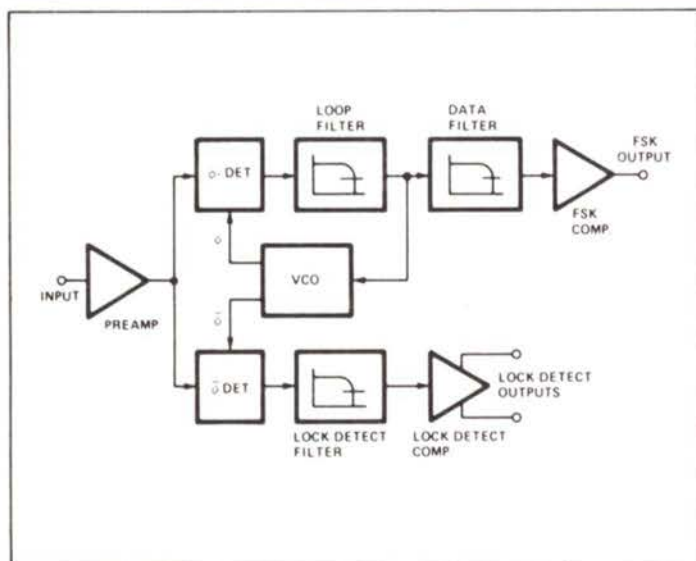 LOOP
FILTER
DATA
FILTER
FSK
OUTPUT
DET
FSK
COMP
VCO
INPUT
PREAMP
DET
LOCK DETECT
OUTPUTS
LOCK DETECT
FILTER
LOCK DETECT
COMP